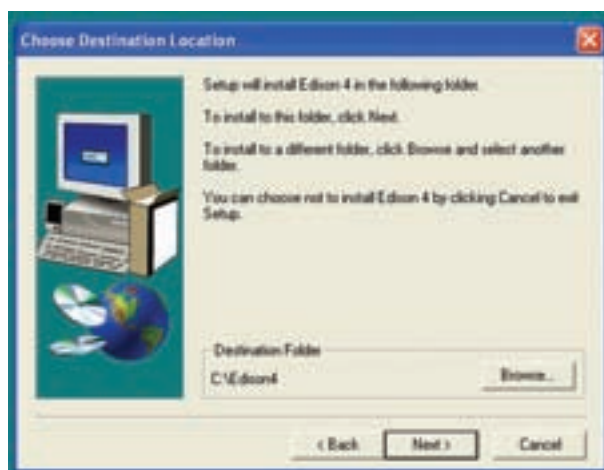 Choose Destination Location
Setup will install Edison 4 in the following folder.
To install to this folder, click Next.
To install to a different folder, click Browse and select another
folder.
You can choose not to install Edison 4 by clicking Cancel to exit
Setup.
Destination Folder
C:\Edison4
Browse...
< Back
Next >
Cancel